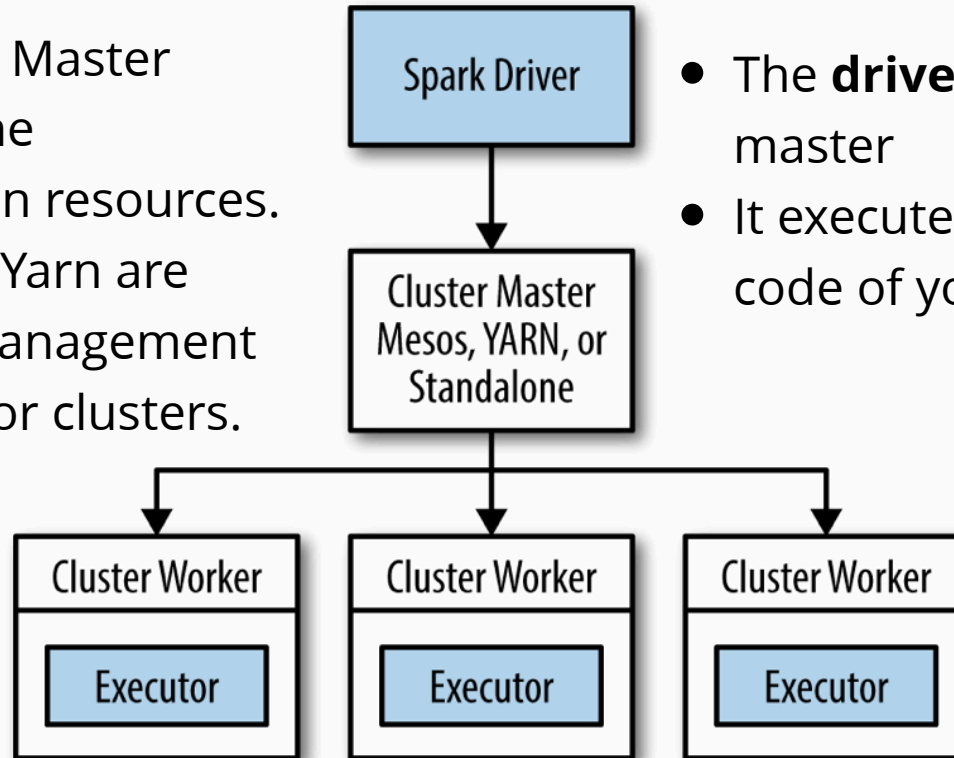 Master
ne
n resources.
Yarn are
anagement
or clusters.
Spark Driver
Cluster Master
Mesos, YARN, or
Standalone
Cluster Worker
Executor
Cluster Worker
Executor
Cluster Worker
Executor
• The drive
master
• It execute
code of yo